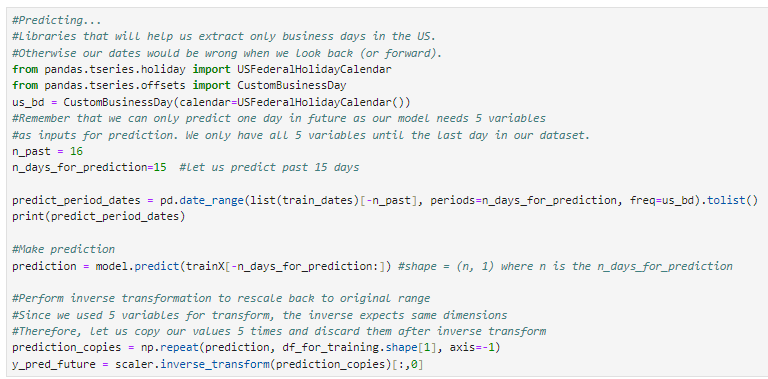 #Predicting...
#Libraries that will help us extract only business days in the US.
#Otherwise our dates would be wrong when we look back (or forward).
from pandas.tseries.holiday import USFederalHolidayCalendar
from pandas.tseries.offsets import CustomBusinessDay
us_bd = CustomBusinessDay(calendar=USFederalHolidayCalendar())
#Remember that we can only predict one day in future as our model needs 5 variables
#as inputs for prediction. We only have all 5 variables until the last day in our dataset.
n_past = 16
n_days_for_prediction=15  #let us predict past 15 days
predict_period_dates = pd.date_range(list(train_dates)[-n_past], periods=n_days_for_prediction, freq=us_bd).tolist()
print(predict_period_dates)
#Make prediction
prediction = model.predict(trainX[-n_days_for_prediction:]) #shape = (n, 1) where n is the n_days_for_prediction
#Perform inverse transformation to rescale back to original range
#Since we used 5 variables for transform, the inverse expects same dimensions
#Therefore, let us copy our values 5 times and discard them after inverse transform
prediction_copies = np.repeat(prediction, df_for_training.shape[1], axis=-1)
y_pred_future = scaler.inverse_transform(prediction_copies)[:,0]